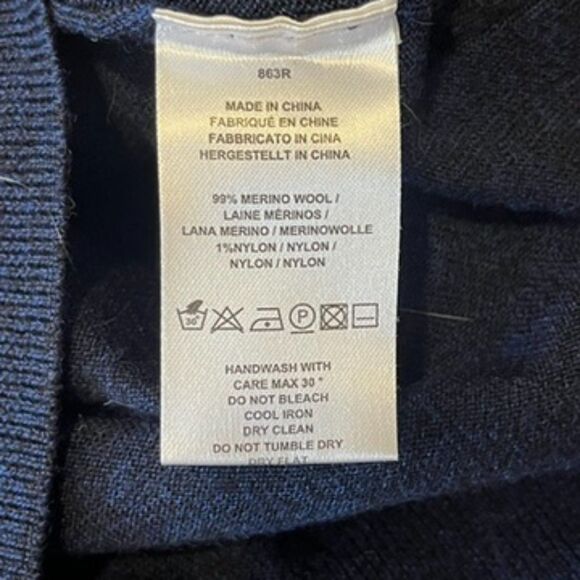 863R
MADE IN CHINA
FABRIQUÉ EN CHINE
FABBRICATO IN CINA
HERGESTELLT IN CHINA
99% MERINO WOOL /
LAINE MÉRINOS /
LANA MERINO / MERINOWOLLE
1%NYLON / NYLON /
NYLON / NYLON
30°
P
HANDWASH WITH
CARE MAX 30 °
DO NOT BLEACH
COOL IRON
DRY CLEAN
DO NOT TUMBLE DRY
DRY FLAT